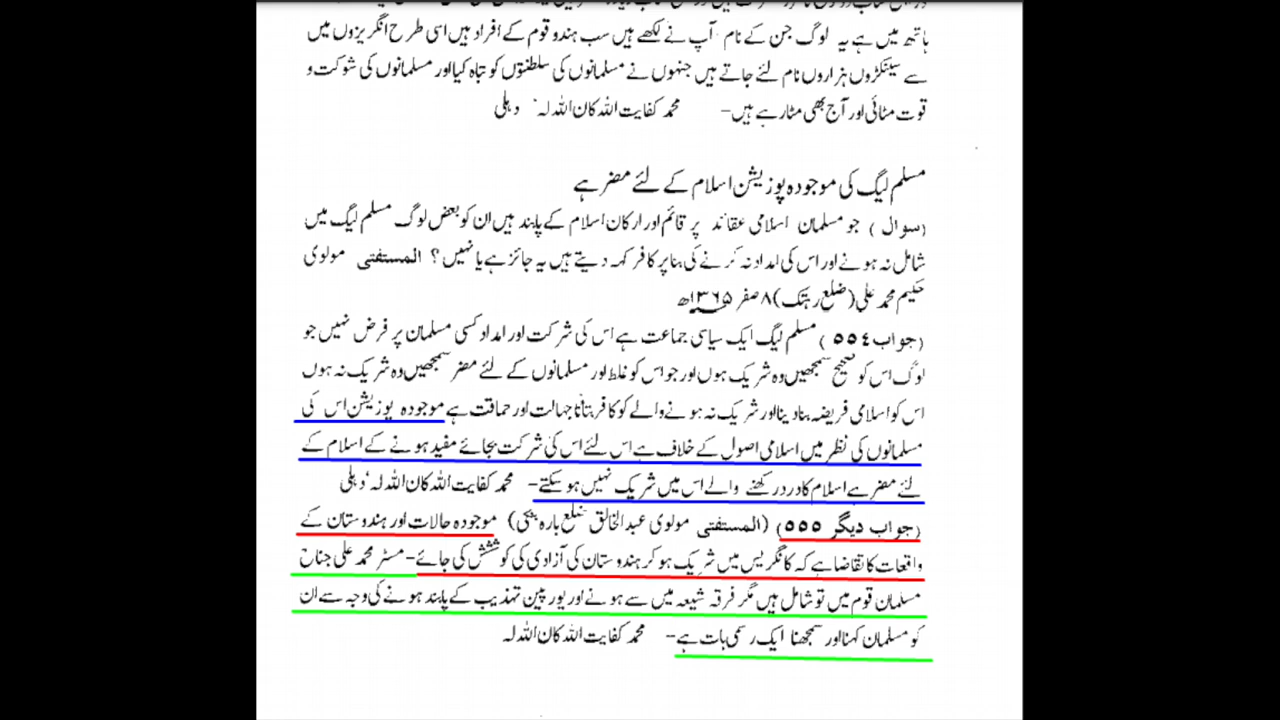 ہاتھ میں ہے یہ لوگ جن کے نام آپ نے لکھے ہیں سب ہندو قوم کے افراد ہیں اسی طرح انگریزوں میں
سے سینکڑوں ہزاروں نام لئے جاتے ہیں جنہوں نے مسلمانوں کی سلطنتوں کو تباہ کیا اور مسلمانوں کی شوکت و
قوت مٹائی اور آج بھی مٹا رہے ہیں۔ محمد کفایت اللہ کان اللہ لہ، دہلی
مسلم لیگ کی موجودہ پوزیشن اسلام کے لئے مضر ہے
(سوال) جو مسلمان اسلامی عقائد پر قائم اور ارکان اسلام کے پابند ہیں ان کو بعض لوگ مسلم لیگ میں
شامل نہ ہونے اور اس کی امداد نہ کرنے کی بنا پر کافر کہہ دیتے ہیں یہ جائز ہے یا نہیں؟ المستفتی مولوی
حکیم محمد علی (ضلع رہتک) ۸ صفر ۱۳۶۵ھ
(جواب ۵۵۴) مسلم لیگ ایک سیاسی جماعت ہے اس کی شرکت اور امداد کسی مسلمان پر فرض نہیں جو
لوگ اس کو صحیح سمجھیں وہ شریک ہوں اور جو اس کو غلط اور مسلمانوں کے لئے مضر سمجھیں وہ شریک نہ ہوں
اس کو اسلامی فریضہ بنا دینا اور شریک نہ ہونے والے کو کافر بتانا جہالت اور حماقت ہے موجودہ پوزیشن اس کی
مسلمانوں کی نظر میں اسلامی اصول کے خلاف ہے اس لئے اس کی شرکت بجائے مفید ہونے کے اسلام کے
لئے مضر ہے اسلام کا درد رکھنے والے اس میں شریک نہیں ہو سکتے۔ محمد کفایت اللہ کان اللہ لہ، دہلی
(جواب دیگر ۵۵۵) (المستفتی مولوی عبدالخالق ضلع بارہ بنکی) موجودہ حالات اور ہندوستان کے
واقعات کا تقاضا ہے کہ کانگریس میں شریک ہو کر ہندوستان کی آزادی کی کوشش کی جائے۔ مسٹر محمد علی جناح
مسلمان قوم میں تو شامل ہیں مگر فرقہ شیعہ میں سے ہونے اور یورپین تہذیب کے پابند ہونے کی وجہ سے ان
کو مسلمان کہنا اور سمجھنا ایک رسمی بات ہے۔ محمد کفایت اللہ کان اللہ لہ